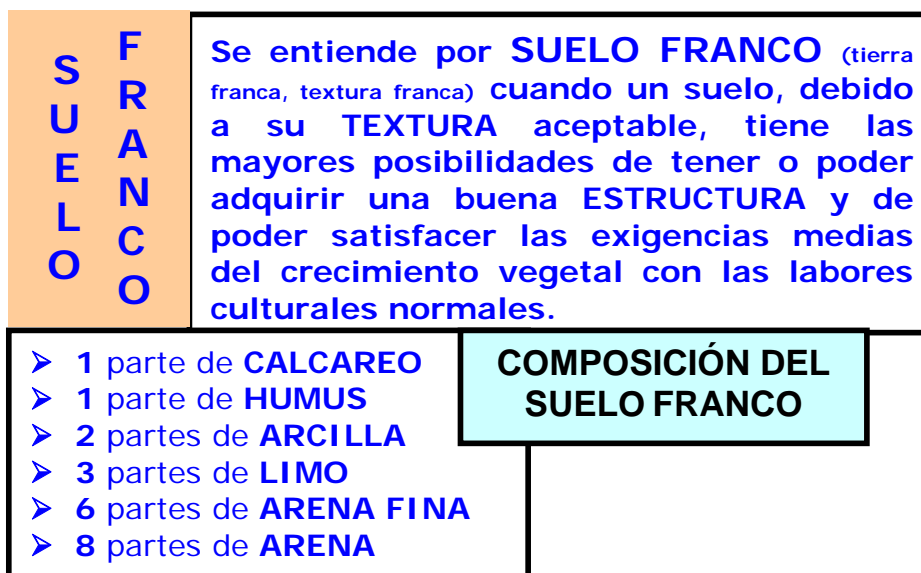 SUELO
FRANCO
Se entiende por SUELO FRANCO (tierra
franca, textura franca) cuando un suelo, debido
a su TEXTURA aceptable, tiene las
mayores posibilidades de tener o poder
adquirir una buena ESTRUCTURA y de
poder satisfacer las exigencias medias
del crecimiento vegetal con las labores
culturales normales.
COMPOSICIÓN DEL
SUELO FRANCO
➢ 1 parte de CALCAREO
➢ 1 parte de HUMUS
➢ 2 partes de ARCILLA
➢ 3 partes de LIMO
➢ 6 partes de ARENA FINA
➢ 8 partes de ARENA